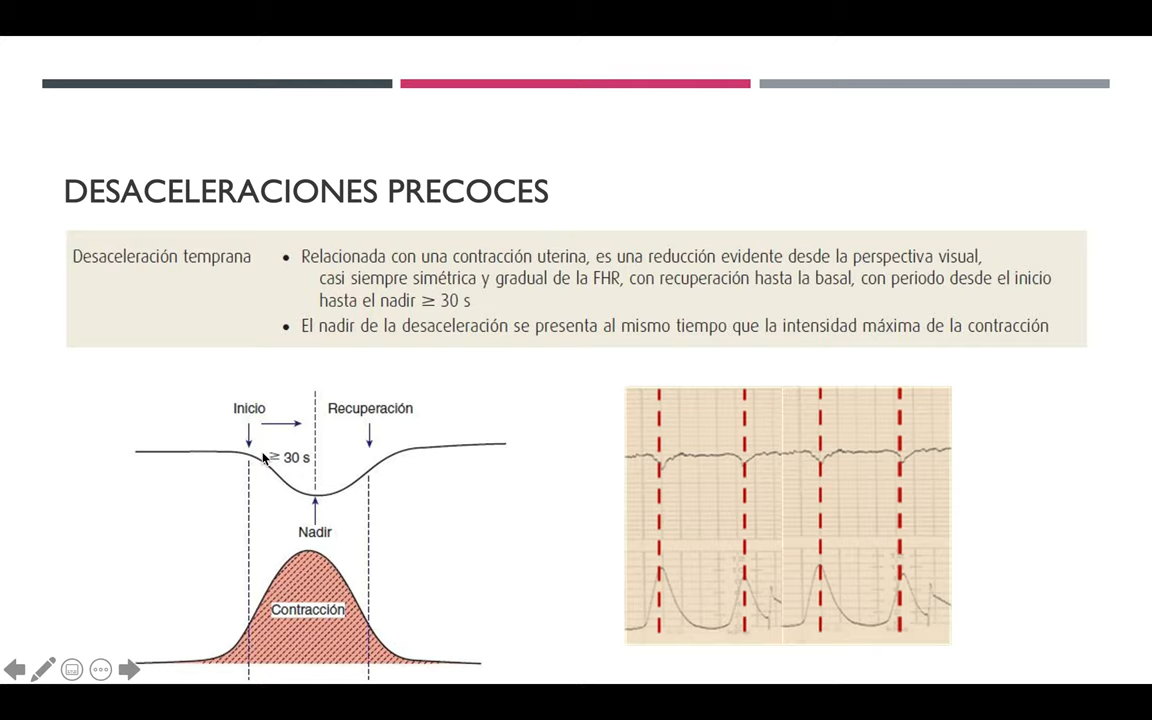 DESACELERACIONES PRECOCES
Desaceleración temprana
• Relacionada con una contracción uterina, es una reducción evidente desde la perspectiva visual,
casi siempre simétrica y gradual de la FHR, con recuperación hasta la basal, con periodo desde el inicio
hasta el nadir ≥ 30 s
• El nadir de la desaceleración se presenta al mismo tiempo que la intensidad máxima de la contracción
Inicio
Recuperación
≥ 30 s
Nadir
Contracción